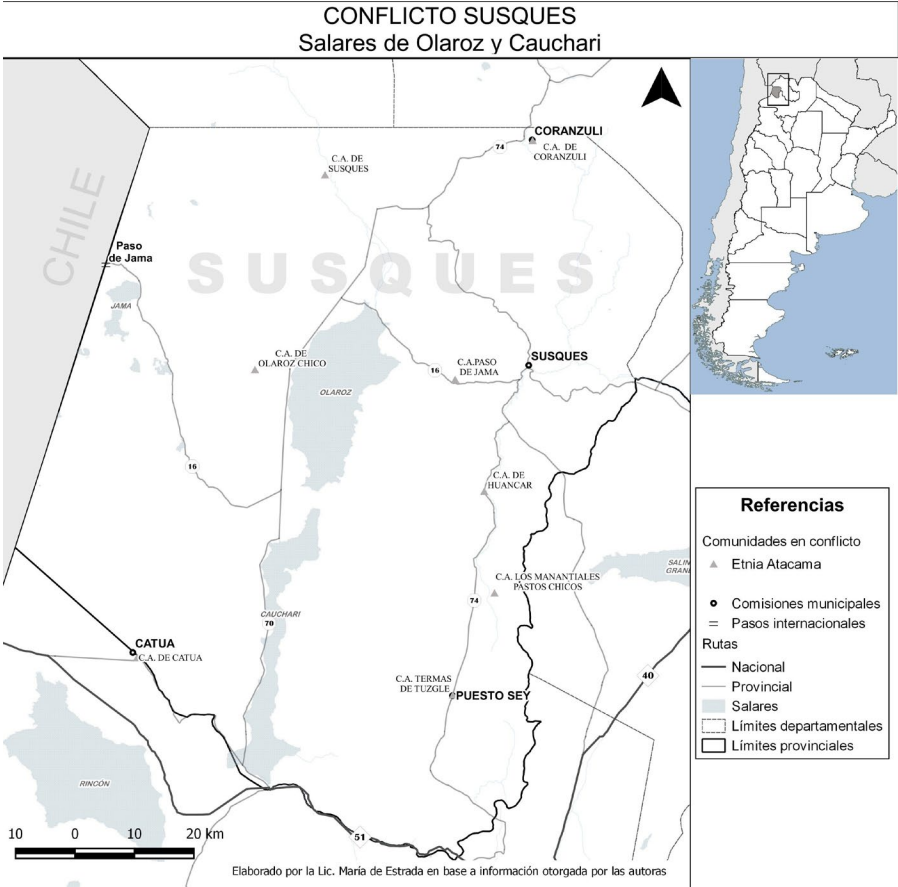 CONFLICTO SUSQUES
Salares de Olaroz y Cauchari
CORANZULI
C.A. DE
CORANZULI
74
C.A. DE
SUSQUES
CHILE
Paso
de Jama
SUSQUES
JAMA
C.A. DE
OLAROZ CHICO
C.A.PASO
DE JAMA
SUSQUES
16
OLAROZ
16
C.A. DE
HUANCAR
SALIN
GRAN
C.A. LOS MANANTIALES
PASTOS CHICOS
74
CAUCHARI
70
CATUA
C.A. DE CATUA
C.A. TERMAS
DE TUZGLE
PUESTO SEY
40
RINCÓN
51
10 0 10 20 km
Elaborado por la Lic. María de Estrada en base a información otorgada por las autoras
Referencias
Comunidades en conflicto
Etnia Atacama
Comisiones municipales
Pasos internacionales
Rutas
Nacional
Provincial
Salares
Límites departamentales
Límites provinciales